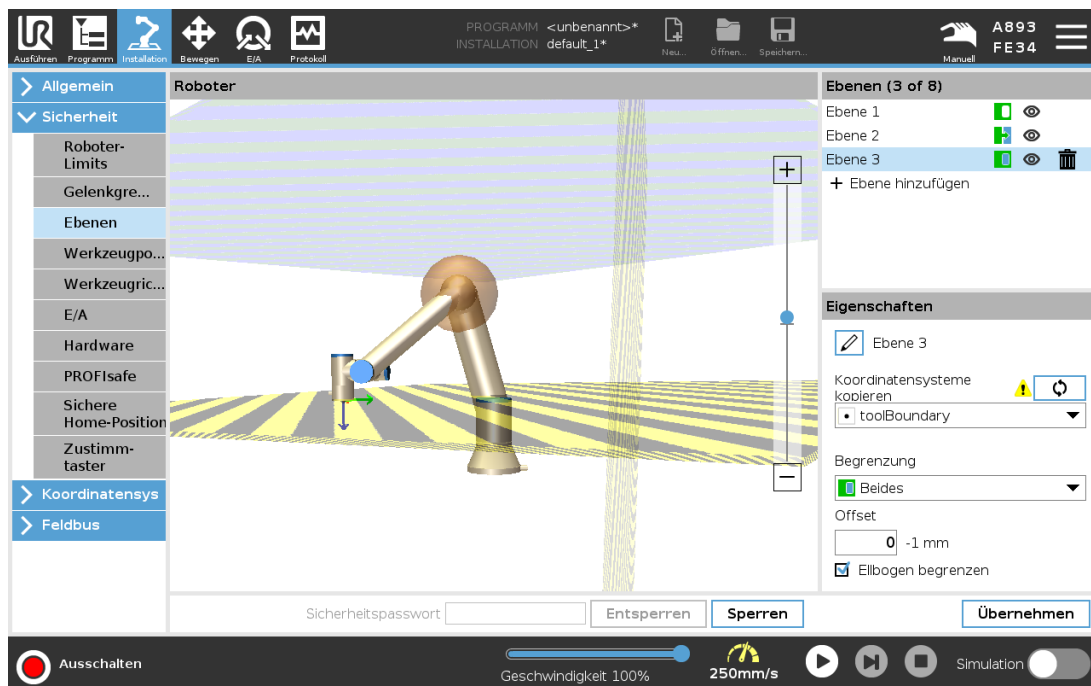 PROGRAMM <unbenannt>*
INSTALLATION default_1*
Ausführen
Programm
Installation
Bewegen
E/A
Protokoll
Neu...
Öffnen...
Speichern...
Manuell
A893
FE34
Allgemein
Sicherheit
Roboter-
Limits
Gelenkgre...
Ebenen
Werkzeugpo...
Werkzeugric...
E/A
Hardware
PROFIsafe
Sichere
Home-Position
Zustimm-
taster
Koordinatensys
Feldbus
Roboter
Ebenen (3 of 8)
Ebene 1
Ebene 2
Ebene 3
+ Ebene hinzufügen
Eigenschaften
Ebene 3
Koordinatensysteme
kopieren
toolBoundary
Begrenzung
Beides
Offset
0 -1 mm
Ellbogen begrenzen
Sicherheitspasswort
Entsperren
Sperren
Übernehmen
Ausschalten
Geschwindigkeit 100%
250mm/s
Simulation